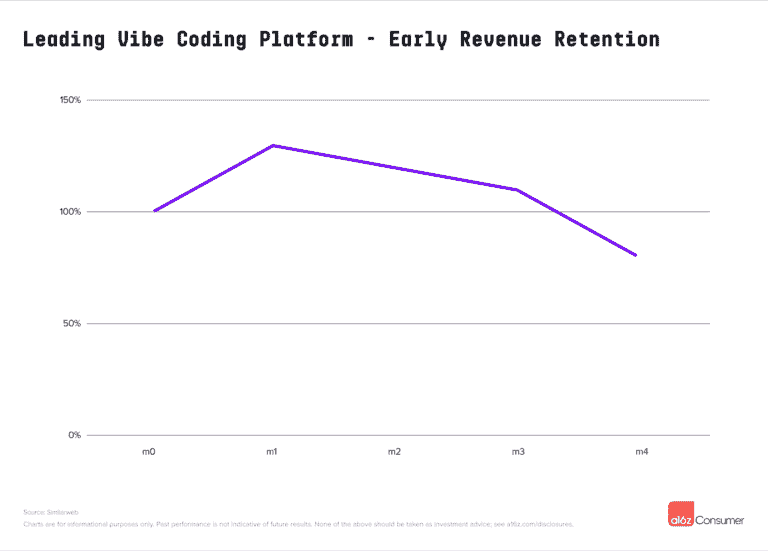 Leading Vibe Coding Platform - Early Revenue Retention
150%
100%
50%
0%
m0
m1
m2
m3
m4
Source: Similarweb
Charts are for informational purposes only. Past performance is not indicative of future results. None of the above should be taken as investment advice; see a16z.com/disclosures.
a16z Consumer